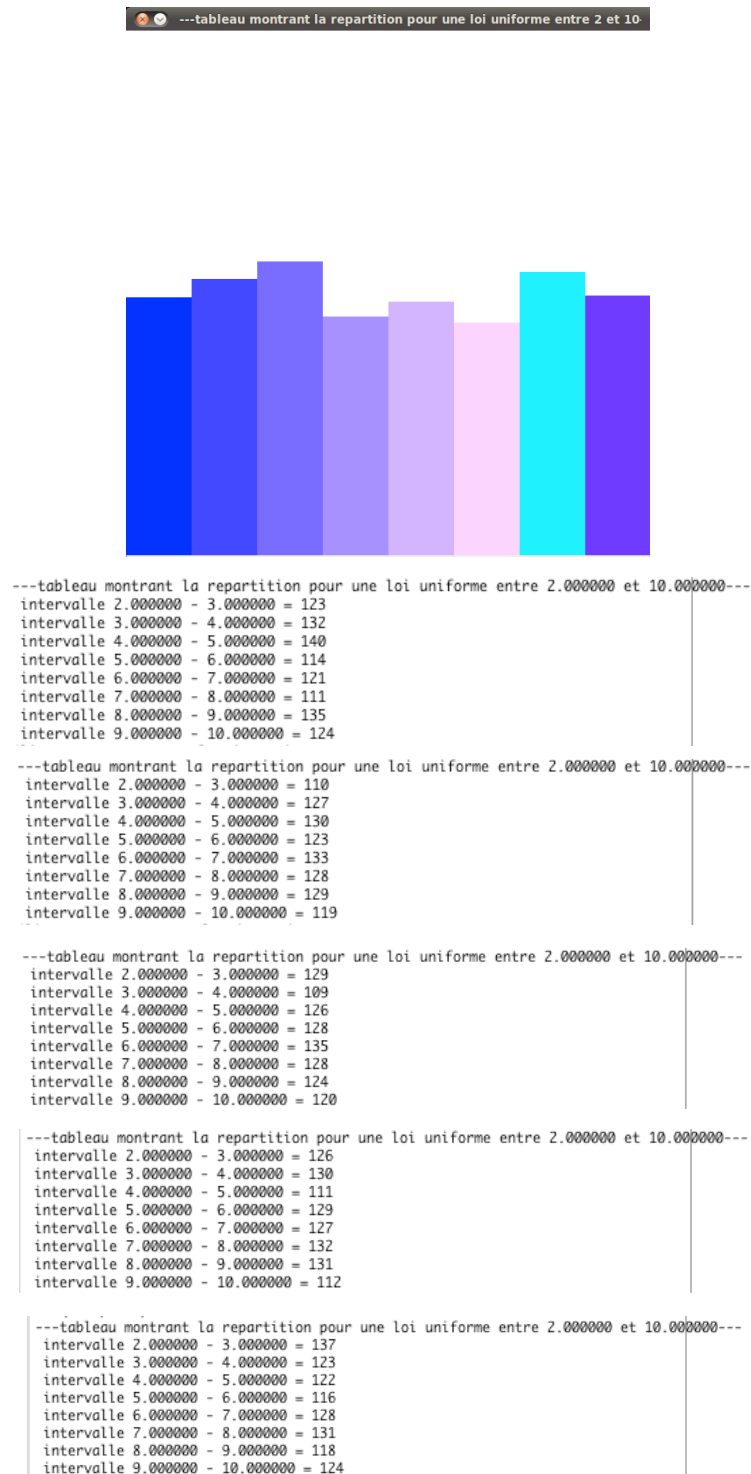 ---tableau montrant la repartition pour une loi uniforme entre 2 et 10-
---tableau montrant la repartition pour une loi uniforme entre 2.000000 et 10.000000---
intervalle 2.000000 - 3.000000 = 123
intervalle 3.000000 - 4.000000 = 132
intervalle 4.000000 - 5.000000 = 140
intervalle 5.000000 - 6.000000 = 114
intervalle 6.000000 - 7.000000 = 121
intervalle 7.000000 - 8.000000 = 111
intervalle 8.000000 - 9.000000 = 135
intervalle 9.000000 - 10.000000 = 124
---tableau montrant la repartition pour une loi uniforme entre 2.000000 et 10.000000---
intervalle 2.000000 - 3.000000 = 110
intervalle 3.000000 - 4.000000 = 127
intervalle 4.000000 - 5.000000 = 130
intervalle 5.000000 - 6.000000 = 123
intervalle 6.000000 - 7.000000 = 133
intervalle 7.000000 - 8.000000 = 128
intervalle 8.000000 - 9.000000 = 129
intervalle 9.000000 - 10.000000 = 119
---tableau montrant la repartition pour une loi uniforme entre 2.000000 et 10.000000---
intervalle 2.000000 - 3.000000 = 129
intervalle 3.000000 - 4.000000 = 109
intervalle 4.000000 - 5.000000 = 126
intervalle 5.000000 - 6.000000 = 128
intervalle 6.000000 - 7.000000 = 135
intervalle 7.000000 - 8.000000 = 128
intervalle 8.000000 - 9.000000 = 124
intervalle 9.000000 - 10.000000 = 120
---tableau montrant la repartition pour une loi uniforme entre 2.000000 et 10.000000---
intervalle 2.000000 - 3.000000 = 126
intervalle 3.000000 - 4.000000 = 130
intervalle 4.000000 - 5.000000 = 111
intervalle 5.000000 - 6.000000 = 129
intervalle 6.000000 - 7.000000 = 127
intervalle 7.000000 - 8.000000 = 132
intervalle 8.000000 - 9.000000 = 131
intervalle 9.000000 - 10.000000 = 112
---tableau montrant la repartition pour une loi uniforme entre 2.000000 et 10.000000---
intervalle 2.000000 - 3.000000 = 137
intervalle 3.000000 - 4.000000 = 123
intervalle 4.000000 - 5.000000 = 122
intervalle 5.000000 - 6.000000 = 116
intervalle 6.000000 - 7.000000 = 128
intervalle 7.000000 - 8.000000 = 131
intervalle 8.000000 - 9.000000 = 118
intervalle 9.000000 - 10.000000 = 124